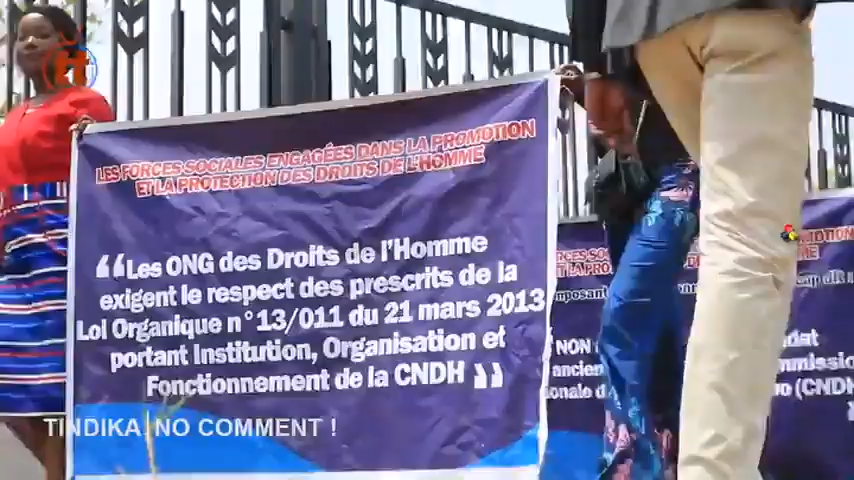 LES FORCES SOCIALES ENGAGÉES DANS LA PROMOTION
ET LA PROTECTION DES DROITS DE L'HOMME
“Les ONG des Droits de l'Homme
exigent le respect des prescrits de la
Loi Organique n°13/011 du 21 mars 2013
portant Institution, Organisation et
Fonctionnement de la CNDH”
TINDIKA, NO COMMENT !
NON
(CNDH